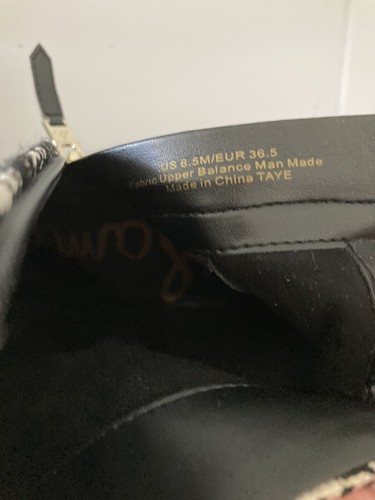 US 6.5M/EUR 36.5
Fabric Upper Balance Man Made
Made in China TAYE